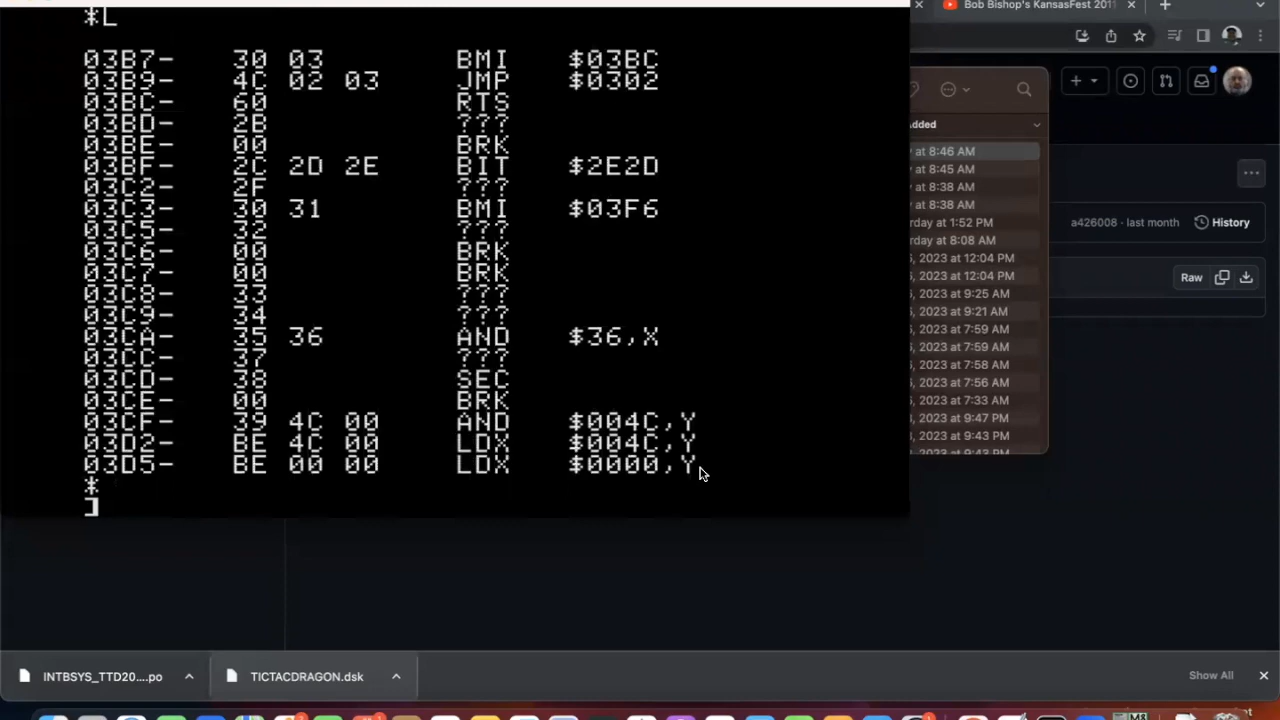 Bob Bishop's KansasFest 2011
*L
03B7-   30 03      BMI   $03BC
03B9-   4C 02 03   JMP   $0302
03BC-   60         RTS
03BD-   2B         ???
03BE-   00         BRK
03BF-   2C 2D 2E   BIT   $2E2D
03C2-   2F         ???
03C3-   30 31      BMI   $03F6
03C5-   32         ???
03C6-   00         BRK
03C7-   00         BRK
03C8-   33         ???
03C9-   34         ???
03CA-   35 36      AND   $36,X
03CC-   37         ???
03CD-   38         SEC
03CE-   00         BRK
03CF-   39 4C 00   AND   $004C,Y
03D2-   BE 4C 00   LDX   $004C,Y
03D5-   BE 00 00   LDX   $0000,Y
*
]
Added
at 8:46 AM
at 8:45 AM
at 8:38 AM
at 8:38 AM
rday at 1:52 PM
rday at 8:08 AM
, 2023 at 12:04 PM
, 2023 at 12:04 PM
, 2023 at 9:25 AM
, 2023 at 9:21 AM
, 2023 at 7:59 AM
, 2023 at 7:59 AM
, 2023 at 7:58 AM
, 2023 at 7:56 AM
, 2023 at 7:33 AM
, 2023 at 9:47 PM
, 2023 at 9:43 PM
, 2023 at 9:43 PM
a426008 · last month
History
Raw
INTBSYS_TTD20....po
TICTACDRAGON.dsk
Show All